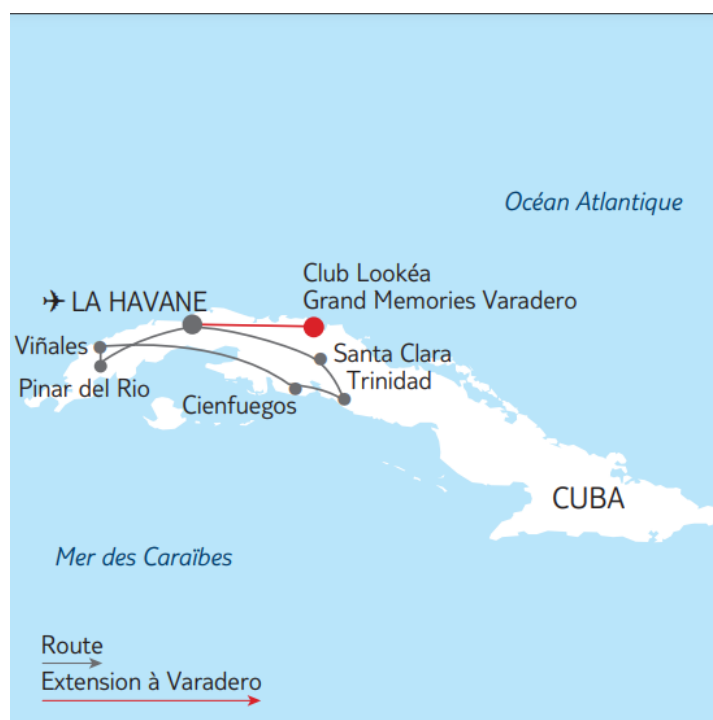 Océan Atlantique
Club Lookéa
Grand Memories Varadero
LA HAVANE
Viñales
Santa Clara
Trinidad
Pinar del Rio
Cienfuegos
CUBA
Mer des Caraïbes
Route
Extension à Varadero